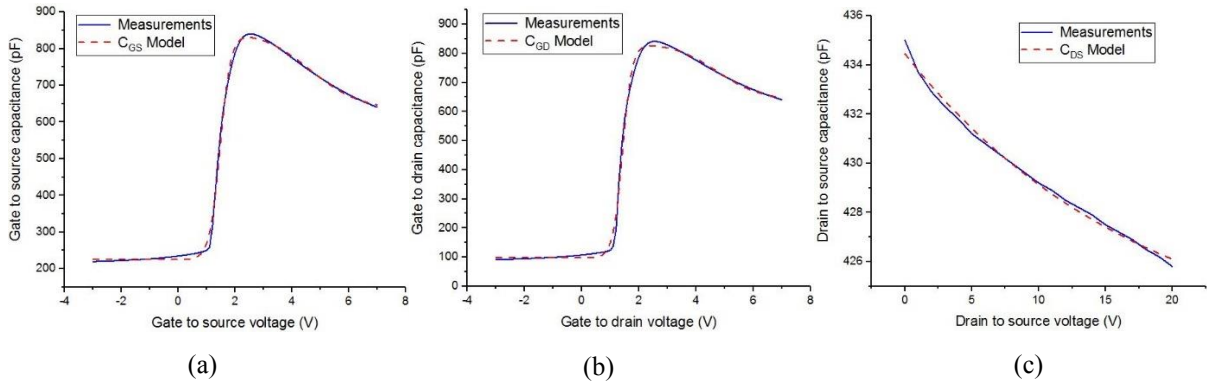 900
800
700
600
500
400
300
200
Gate to source capacitance (pF)
Measurements
C_GS Model
-4 -2 0 2 4 6 8
Gate to source voltage (V)
(a)
1000
900
800
700
600
500
400
300
200
100
0
Gate to drain capacitance (pF)
Measurements
C_GD Model
-4 -2 0 2 4 6 8
Gate to drain voltage (V)
(b)
436
434
432
430
428
426
Drain to source capacitance (pF)
Measurements
C_DS Model
0 5 10 15 20
Drain to source voltage (V)
(c)